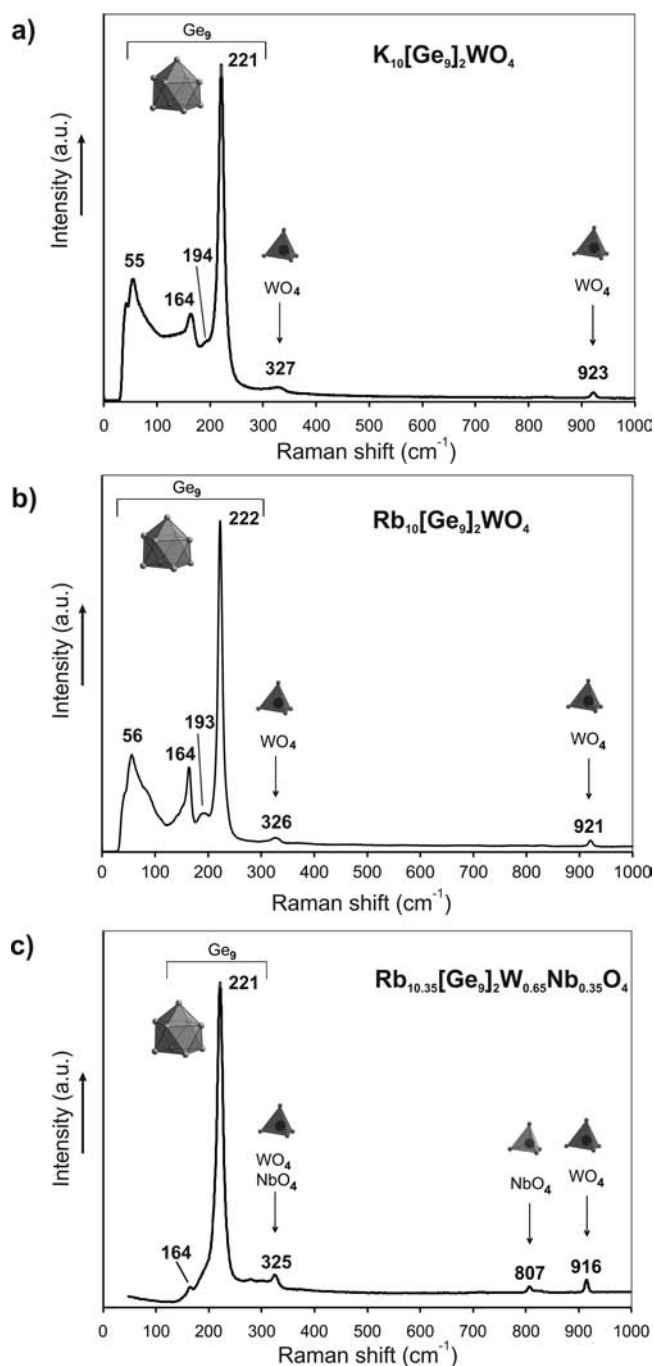 a)
Ge₉
221
K₁₀[Ge₉]₂WO₄
Intensity (a.u.)
55
164
194
WO₄
327
WO₄
923
0 100 200 300 400 500 600 700 800 900 1000
Raman shift (cm⁻¹)
b)
Ge₉
222
Rb₁₀[Ge₉]₂WO₄
Intensity (a.u.)
56
164
193
WO₄
326
WO₄
921
0 100 200 300 400 500 600 700 800 900 1000
Raman shift (cm⁻¹)
c)
Ge₉
221
Rb₁₀.₃₅[Ge₉]₂W₀.₆₅Nb₀.₃₅O₄
Intensity (a.u.)
164
WO₄
NbO₄
325
NbO₄
807
WO₄
916
0 100 200 300 400 500 600 700 800 900 1000
Raman shift (cm⁻¹)